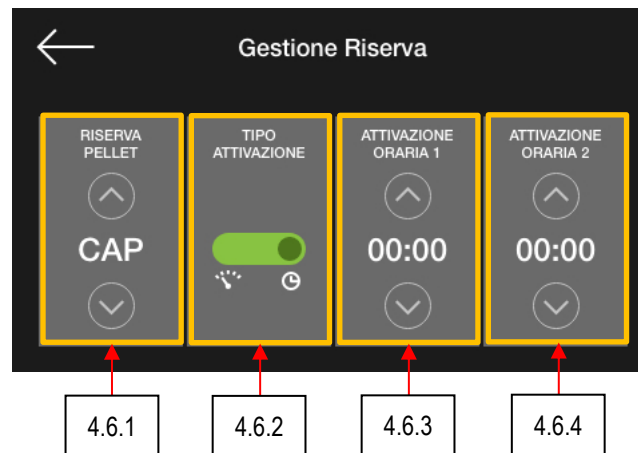 Gestione Riserva
RISERVA
PELLET
CAP
TIPO
ATTIVAZIONE
ATTIVAZIONE
ORARIA 1
00:00
ATTIVAZIONE
ORARIA 2
00:00
4.6.1
4.6.2
4.6.3
4.6.4